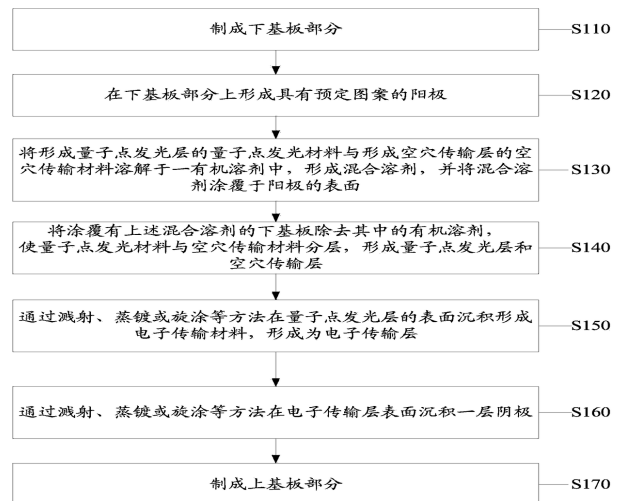 制成下基板部分
S110
在下基板部分上形成具有预定图案的阳极
S120
将形成量子点发光层的量子点发光材料与形成空穴传输层的空
穴传输材料溶解于一有机溶剂中，形成混合溶剂，并将混合溶
剂涂覆于阳极的表面
S130
将涂覆有上述混合溶剂的下基板除去其中的有机溶剂，
使量子点发光材料与空穴传输材料分层，形成量子点发光层和
空穴传输层
S140
通过溅射、蒸镀或旋涂等方法在量子点发光层的表面沉积形成
电子传输材料，形成为电子传输层
S150
通过溅射、蒸镀或旋涂等方法在电子传输层表面沉积一层阴极
S160
制成上基板部分
S170